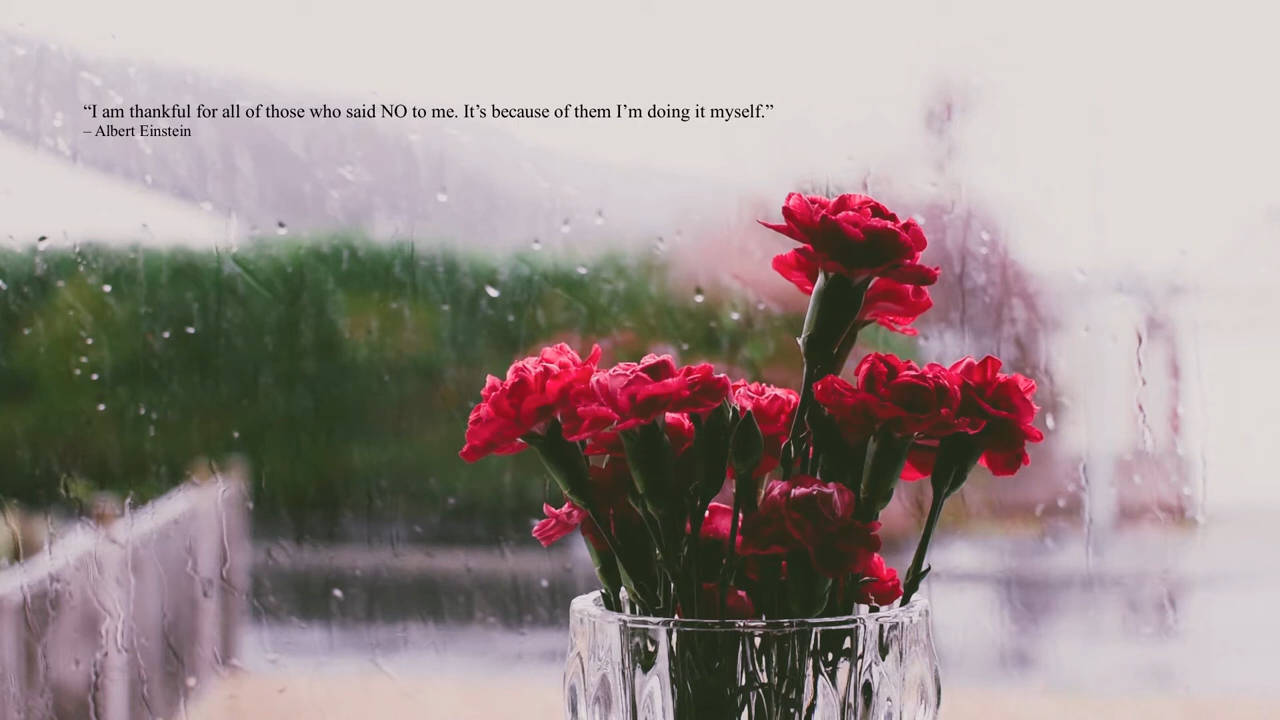 “I am thankful for all of those who said NO to me. It’s because of them I’m doing it myself.”
– Albert Einstein